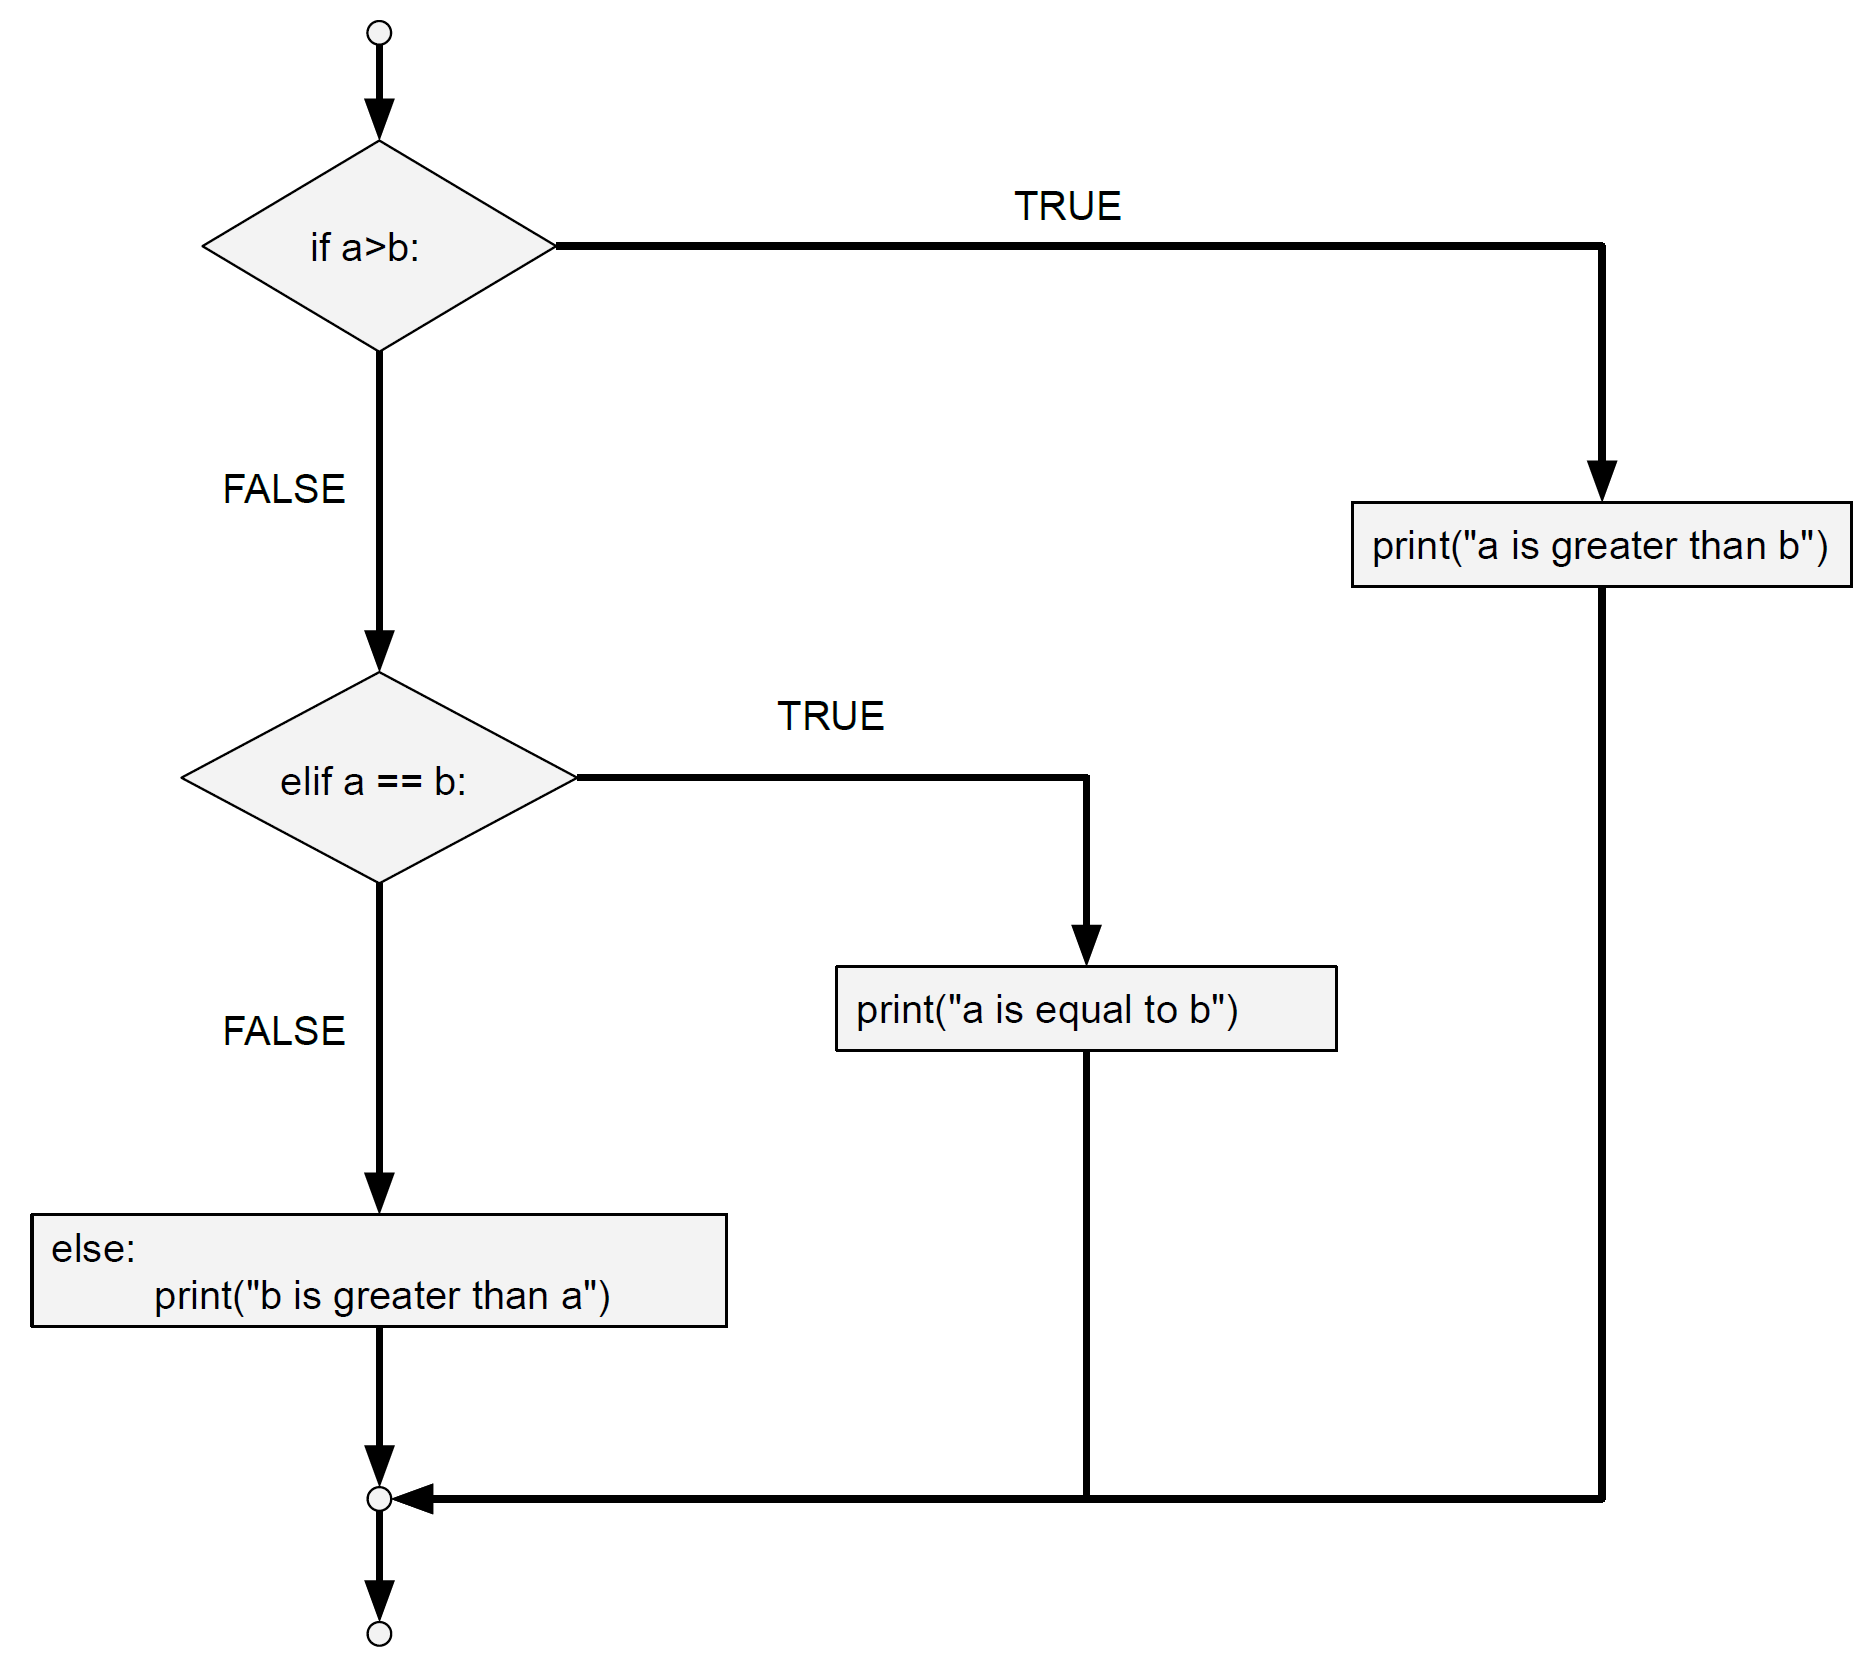 if a>b:
TRUE
FALSE
print("a is greater than b")
TRUE
elif a == b:
print("a is equal to b")
FALSE
else:
print("b is greater than a")